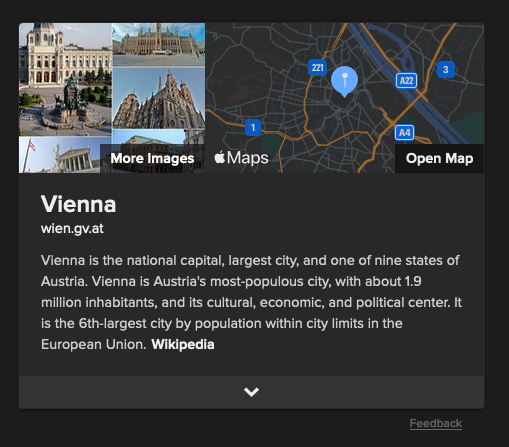 221
3
A22
1
A4
More Images
Maps
Open Map
Vienna
wien.gv.at
Vienna is the national capital, largest city, and one of nine states of
Austria. Vienna is Austria's most-populous city, with about 1.9
million inhabitants, and its cultural, economic, and political center. It
is the 6th-largest city by population within city limits in the
European Union. Wikipedia
Feedback